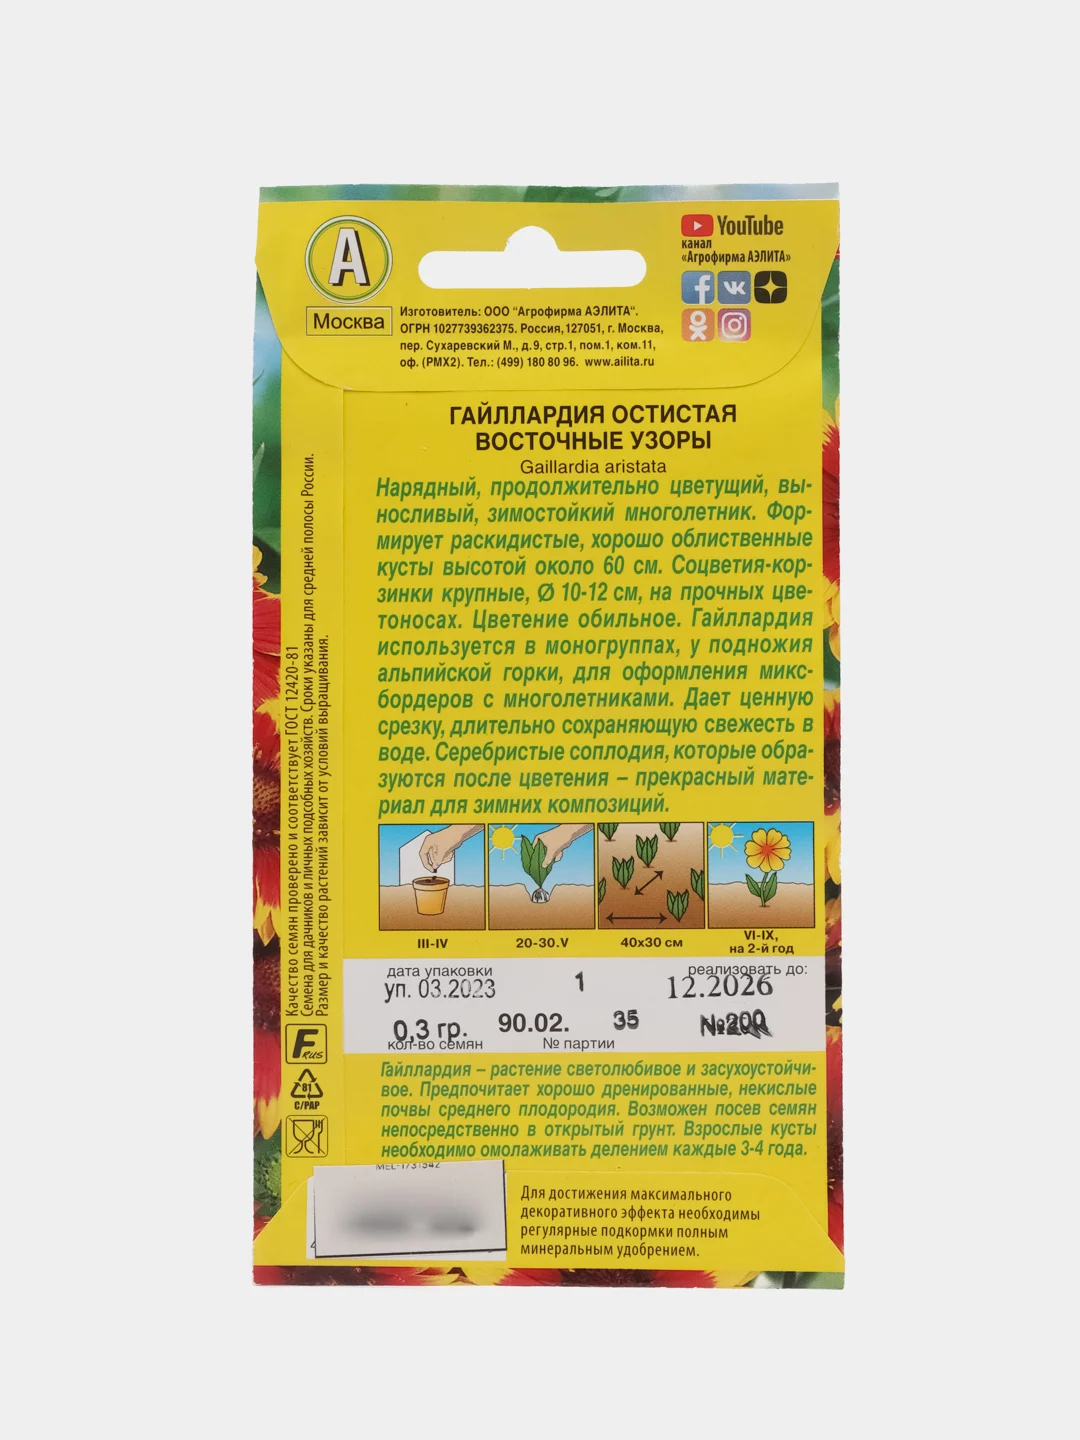 А
Москва
YouTube
канал
«Агрофирма АЭЛИТА»
Изготовитель: ООО "Агрофирма АЭЛИТА".
ОГРН 1027739362375. Россия,127051, г. Москва,
пер. Сухаревский М., д.9, стр.1, пом.1, ком.11,
оф. (РМХ2). Тел.: (499) 180 80 96. www.ailita.ru
ГАЙЛЛАРДИЯ ОСТИСТАЯ
ВОСТОЧНЫЕ УЗОРЫ
Gaillardia aristata
Нарядный, продолжительно цветущий, вы-
носливый, зимостойкий многолетник. Фор-
мирует раскидистые, хорошо облиственные
кусты высотой около 60 см. Соцветия-кор-
зинки крупные, Ø 10-12 см, на прочных цве-
тоносах. Цветение обильное. Гайллардия
используется в моногруппах, у подножия
альпийской горки, для оформления микс-
бордеров с многолетниками. Дает ценную
срезку, длительно сохраняющую свежесть в
воде. Серебристые соплодия, которые обра-
зуются после цветения – прекрасный мате-
риал для зимних композиций.
III-IV
20-30.V
40х30 см
VI-IX,
на 2-й год
дата упаковки
реализовать до:
уп. 03.2023
1
12.2026
0,3 гр.
90.02.
35
кол-во семян
№ партии
Гайллардия – растение светолюбивое и засухоустойчи-
вое. Предпочитает хорошо дренированные, некислые
почвы среднего плодородия. Возможен посев семян
непосредственно в открытый грунт. Взрослые кусты
необходимо омолаживать делением каждые 3-4 года.
Для достижения максимального
декоративного эффекта необходимы
регулярные подкормки полным
минеральным удобрением.
Качество семян проверено и соответствует ГОСТ 12420-81
Семена для дачников и личных подсобных хозяйств. Сроки указаны для средней полосы России.
Размер и качество растений зависит от условий выращивания.
F RUS
81
C/PAP
MEL-1731942